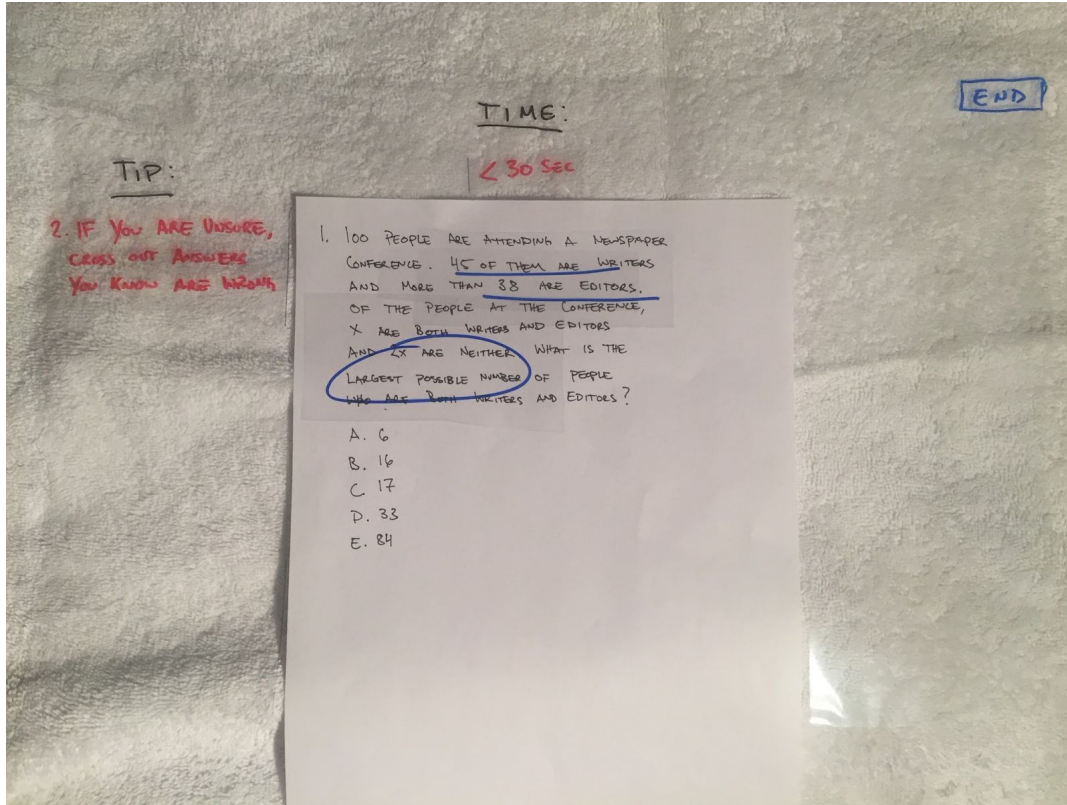 END
TIME:
< 30 SEC
TIP:
2. IF YOU ARE UNSURE,
CROSS OUT ANSWERS
YOU KNOW ARE WRONG
1. 100 PEOPLE ARE ATTENDING A NEWSPAPER
CONFERENCE. 45 OF THEM ARE WRITERS
AND MORE THAN 38 ARE EDITORS.
OF THE PEOPLE AT THE CONFERENCE,
X ARE BOTH WRITERS AND EDITORS
AND 2X ARE NEITHER WHAT IS THE
LARGEST POSSIBLE NUMBER OF PEOPLE
WHO ARE BOTH WRITERS AND EDITORS?
A. 6
B. 16
C 17
D. 33
E. 84